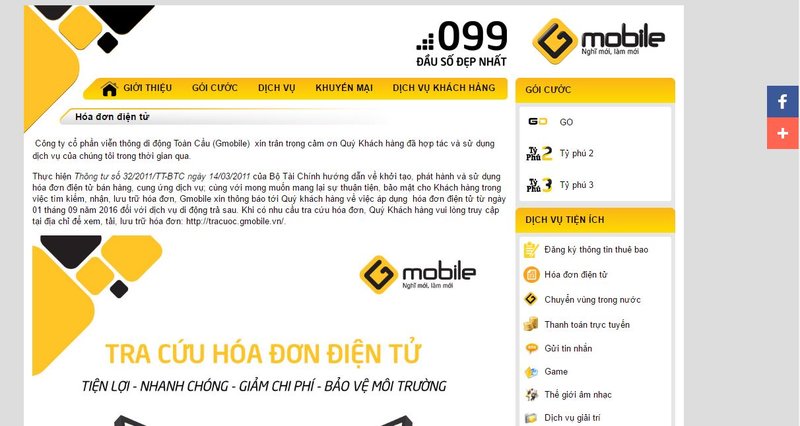 099
ĐẦU SỐ ĐẸP NHẤT
Gmobile
Nghĩ mới, làm mới
GIỚI THIỆU
GÓI CƯỚC
DỊCH VỤ
KHUYẾN MẠI
DỊCH VỤ KHÁCH HÀNG
Hóa đơn điện tử
Công ty cổ phần viễn thông di động Toàn Cầu (Gmobile) xin trân trọng cảm ơn Quý Khách hàng đã hợp tác và sử dụng
dịch vụ của chúng tôi trong thời gian qua.
Thực hiện Thông tư số 32/2011/TT-BTC ngày 14/03/2011 của Bộ Tài Chính hướng dẫn về khởi tạo, phát hành và sử dụng
hóa đơn điện tử bán hàng, cung ứng dịch vụ; cùng với mong muốn mang lại sự thuận tiện, bảo mật cho Khách hàng trong
việc tìm kiếm, nhận, lưu trữ hóa đơn, Gmobile xin thông báo tới Quý khách hàng về việc áp dụng hóa đơn điện tử từ ngày
01 tháng 09 năm 2016 đối với dịch vụ di động trả sau. Khi có nhu cầu tra cứu hóa đơn, Quý Khách hàng vui lòng truy cập
tại địa chỉ để xem, tải, lưu trữ hóa đơn: http://tracuoc.gmobile.vn/.
Gmobile
Nghĩ mới, làm mới
TRA CỨU HÓA ĐƠN ĐIỆN TỬ
TIỆN LỢI - NHANH CHÓNG - GIẢM CHI PHÍ - BẢO VỆ MÔI TRƯỜNG
GÓI CƯỚC
GO
GO
Tỷ Phú 2
Tỷ phú 2
Tỷ Phú 3
Tỷ phú 3
DỊCH VỤ TIỆN ÍCH
Đăng ký thông tin thuê bao
Hóa đơn điện tử
Chuyển vùng trong nước
Thanh toán trực tuyến
Gửi tin nhắn
Game
Thế giới âm nhạc
Dịch vụ giải trí